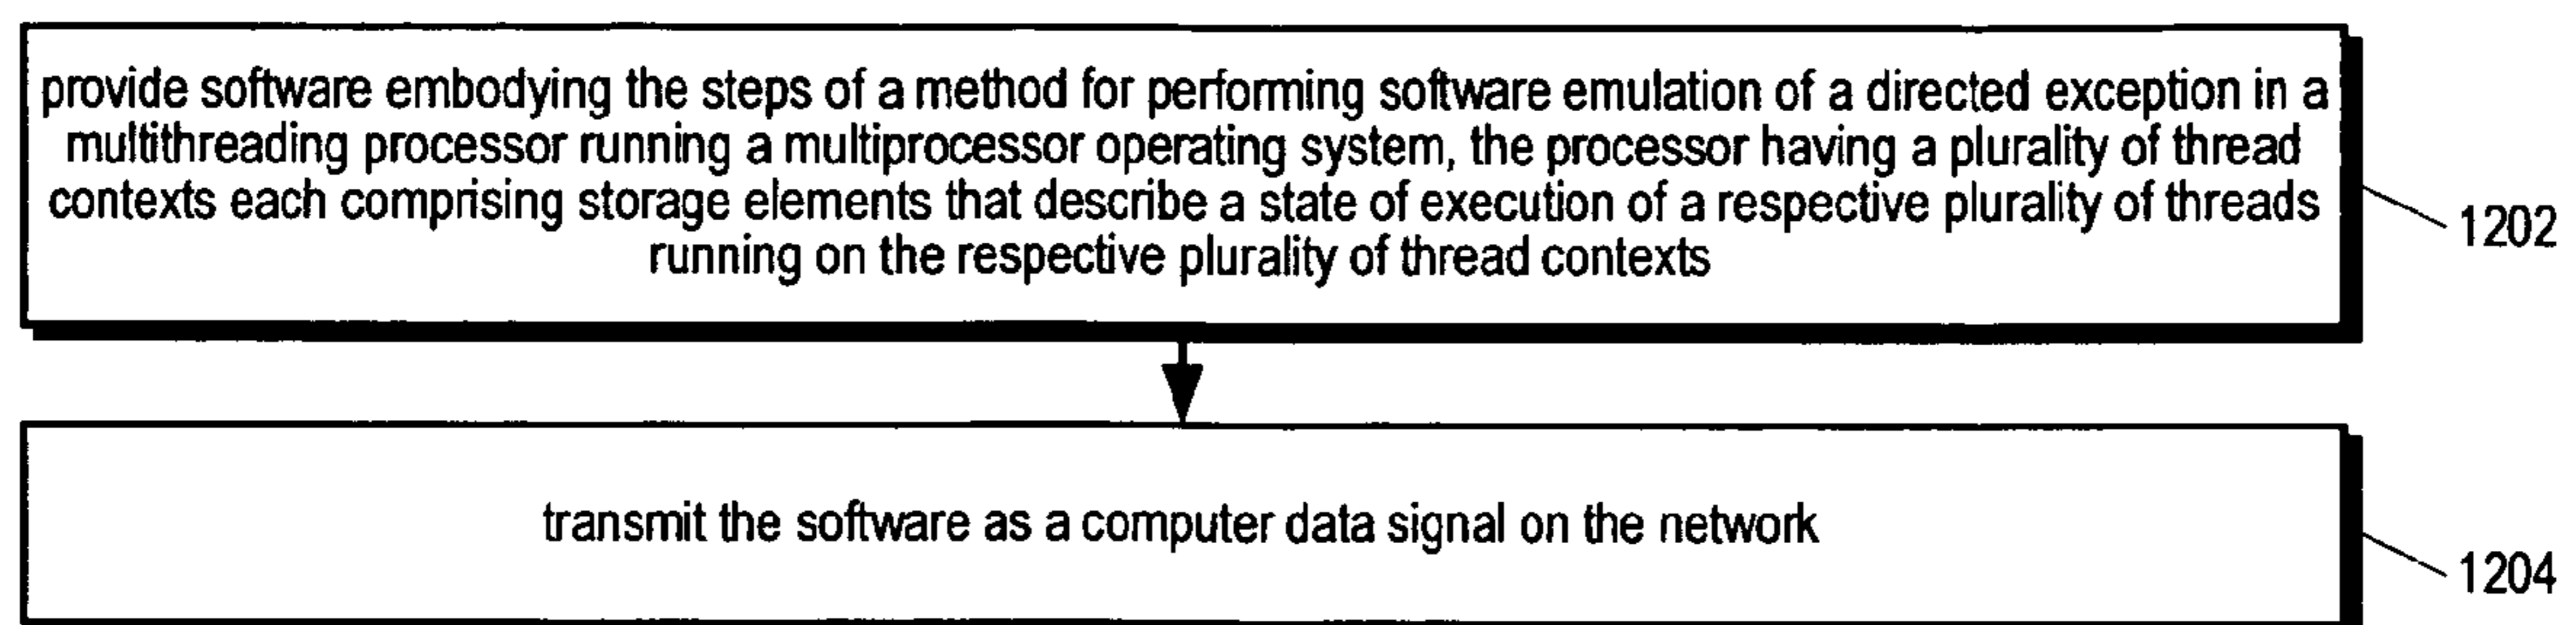 provide software embodying the steps of a method for performing software emulation of a directed exception in a
multithreading processor running a multiprocessor operating system, the processor having a plurality of thread
contexts each comprising storage elements that describe a state of execution of a respective plurality of threads
running on the respective plurality of thread contexts
1202
transmit the software as a computer data signal on the network
1204